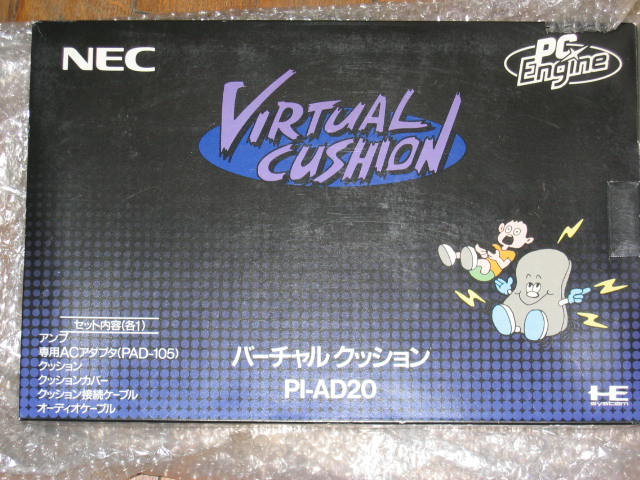 NEC
PC Engine
VIRTUAL
CUSHION
セット内容(各1)
アンプ
専用ACアダプタ(PAD-105)
クッション
クッションカバー
クッション接続ケーブル
オーディオケーブル
バーチャル クッション
PI-AD20
HE
system